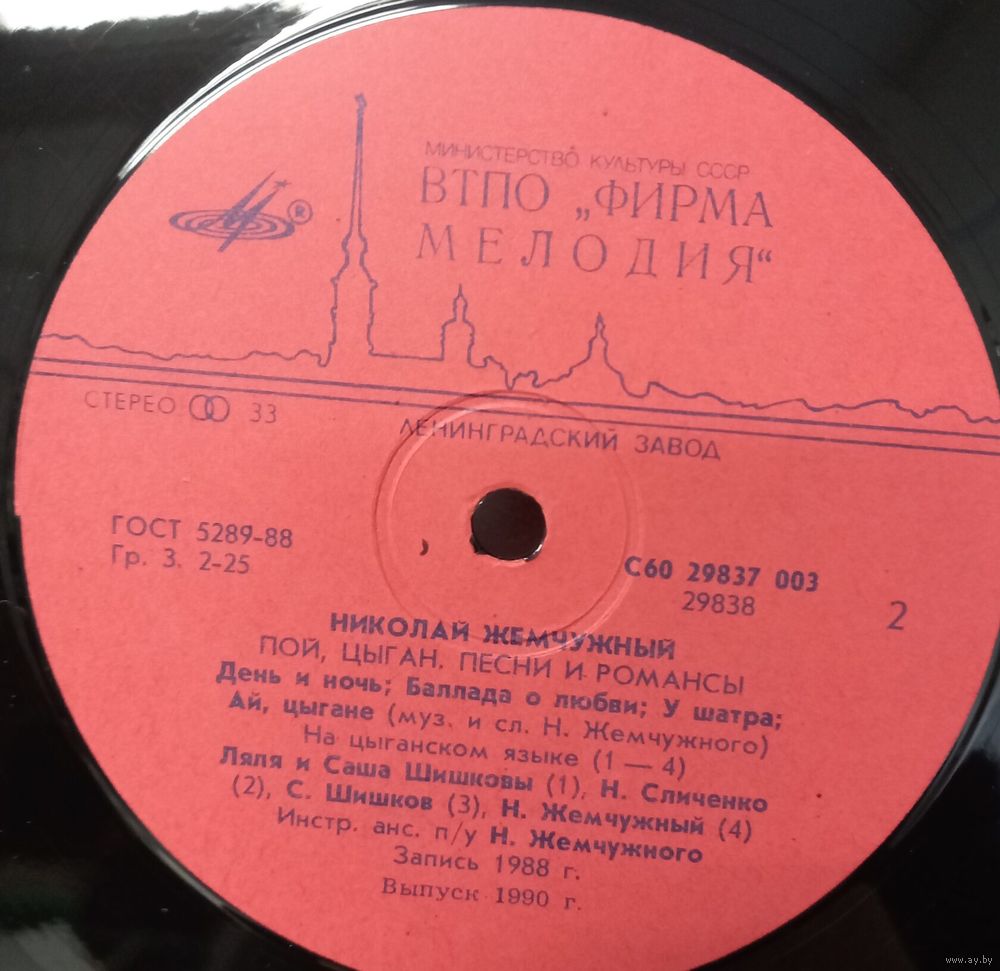 МИНИСТЕРСТВО КУЛЬТУРЫ СССР
ВТПО „ФИРМА
МЕЛОДИЯ“
®
СТЕРЕО 33
ЛЕНИНГРАДСКИЙ ЗАВОД
ГОСТ 5289-88
Гр. 3. 2-25
С60 29837 003
29838
2
НИКОЛАЙ ЖЕМЧУЖНЫЙ
ПОЙ, ЦЫГАН. ПЕСНИ И РОМАНСЫ
День и ночь; Баллада о любви; У шатра;
Ай, цыгане (муз. и сл. Н. Жемчужного)
На цыганском языке (1 — 4)
Ляля и Саша Шишковы (1), Н. Сличенко
(2), С. Шишков (3), Н. Жемчужный (4)
Инстр. анс. п/у Н. Жемчужного
Запись 1988 г.
Выпуск 1990 г.
www.ay.by